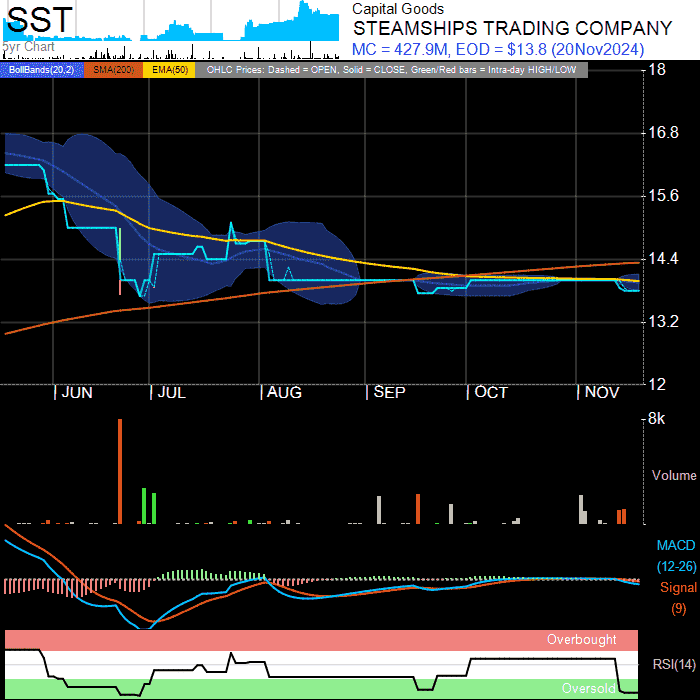 SST
5yr Chart
Capital Goods
STEAMSHIPS TRADING COMPANY
MC = 427.9M, EOD = $13.8 (20Nov2024)
BollBands(20,2) SMA(200) EMA(50) OHLC Prices: Dashed = OPEN, Solid = CLOSE, Green/Red bars = Intra-day HIGH/LOW
18
16.8
15.6
14.4
13.2
12
JUN JUL AUG SEP OCT NOV
8k
Volume
MACD
(12-26)
Signal
(9)
Overbought
RSI(14)
Oversold